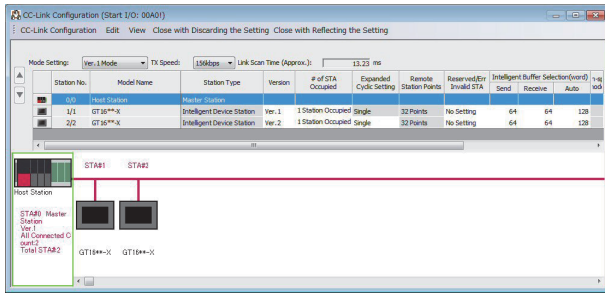 CC-Link Configuration (Start I/O: 00A0!)
CC-Link Configuration Edit View Close with Discarding the Setting Close with Reflecting the Setting
Mode Setting: Ver.1 Mode TX Speed: 156kbps Link Scan Time (Approx.): 13.23 ms
Station No. Model Name Station Type Version # of STA Occupied Expanded Cyclic Setting Remote Station Points Reserved/Err Invalid STA Intelligent Buffer Selection(word)
Send Receive Auto
0/0 Host Station Master Station
1/1 GT16**-X Intelligent Device Station Ver.1 1 Station Occupied Single 32 Points No Setting 64 64 128
2/2 GT16**-X Intelligent Device Station Ver.2 1 Station Occupied Single 32 Points No Setting 64 64 128
STA#1 STA#2
Host Station
STA#0 Master
Station
Ver.1
All Connected C
ount:2
Total STA#2
GT16**-X GT16**-X